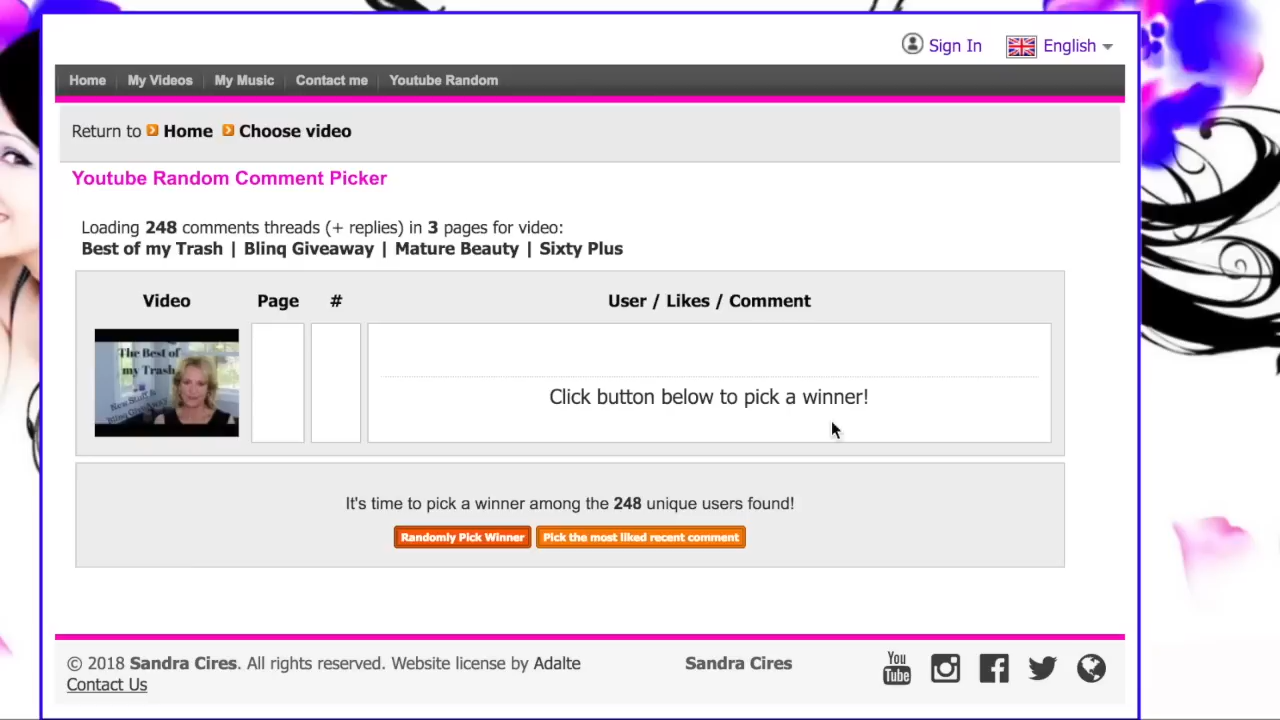 Sign In
English
Home
My Videos
My Music
Contact me
Youtube Random
Return to Home Choose video
Youtube Random Comment Picker
Loading 248 comments threads (+ replies) in 3 pages for video:
Best of my Trash | Blinq Giveaway | Mature Beauty | Sixty Plus
Video
Page
#
User / Likes / Comment
The Best of
my Trash
Click button below to pick a winner!
It's time to pick a winner among the 248 unique users found!
Randomly Pick Winner
Pick the most liked recent comment
© 2018 Sandra Cires. All rights reserved. Website license by Adalte
Contact Us
Sandra Cires
You
Tube